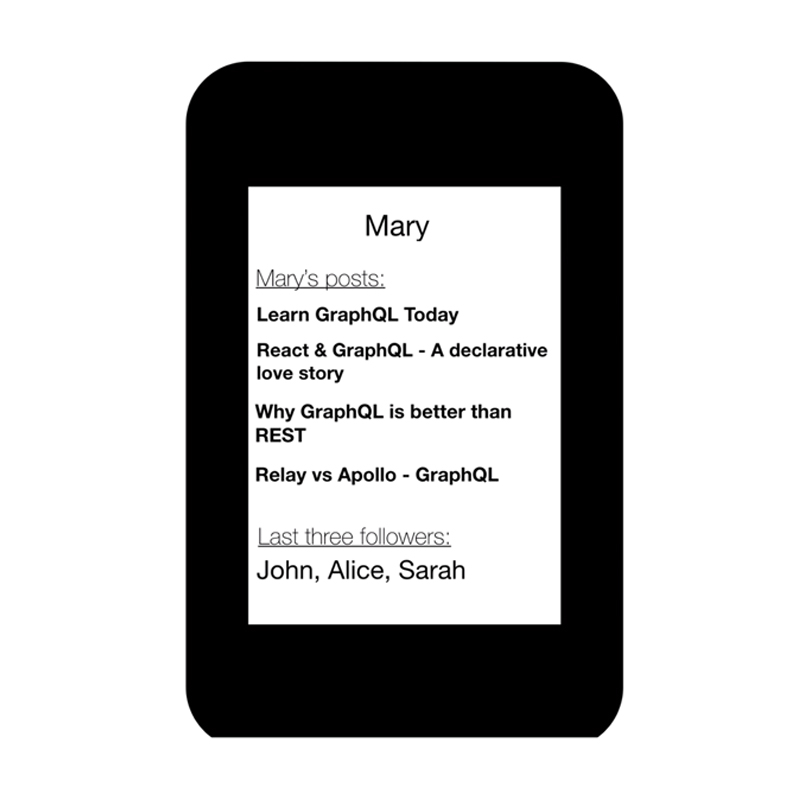 Mary
Mary's posts:
Learn GraphQL Today
React & GraphQL - A declarative
love story
Why GraphQL is better than
REST
Relay vs Apollo - GraphQL
Last three followers:
John, Alice, Sarah